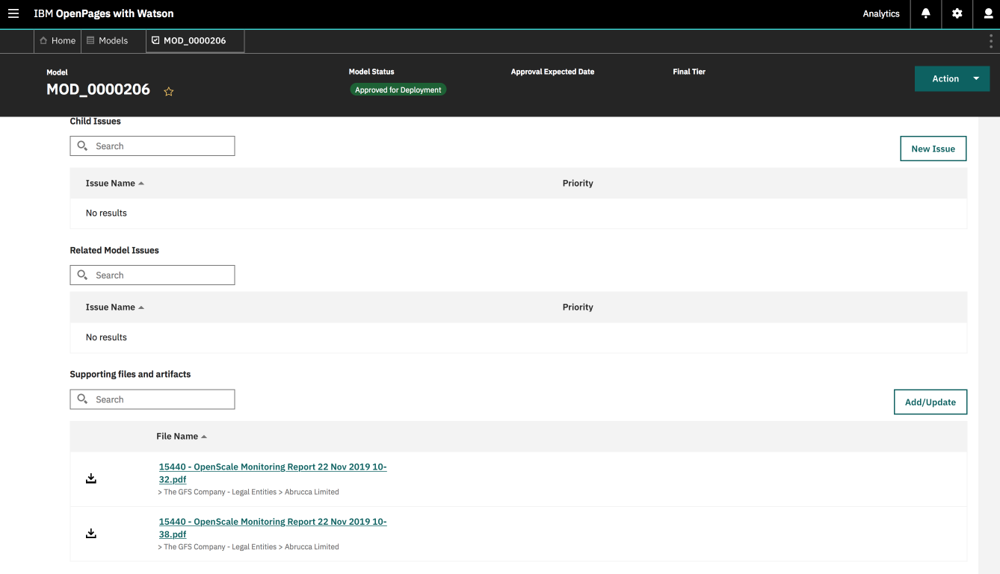 IBM OpenPages with Watson
Analytics
Home
Models
MOD_0000206
Model
Model Status
Approval Expected Date
Final Tier
MOD_0000206
Approved for Deployment
Action
Child Issues
Search
New Issue
Issue Name
Priority
No results
Related Model Issues
Search
Issue Name
Priority
No results
Supporting files and artifacts
Search
Add/Update
File Name
15440 - OpenScale Monitoring Report 22 Nov 2019 10-
32.pdf
> The GFS Company - Legal Entities > Abrucca Limited
15440 - OpenScale Monitoring Report 22 Nov 2019 10-
38.pdf
> The GFS Company - Legal Entities > Abrucca Limited